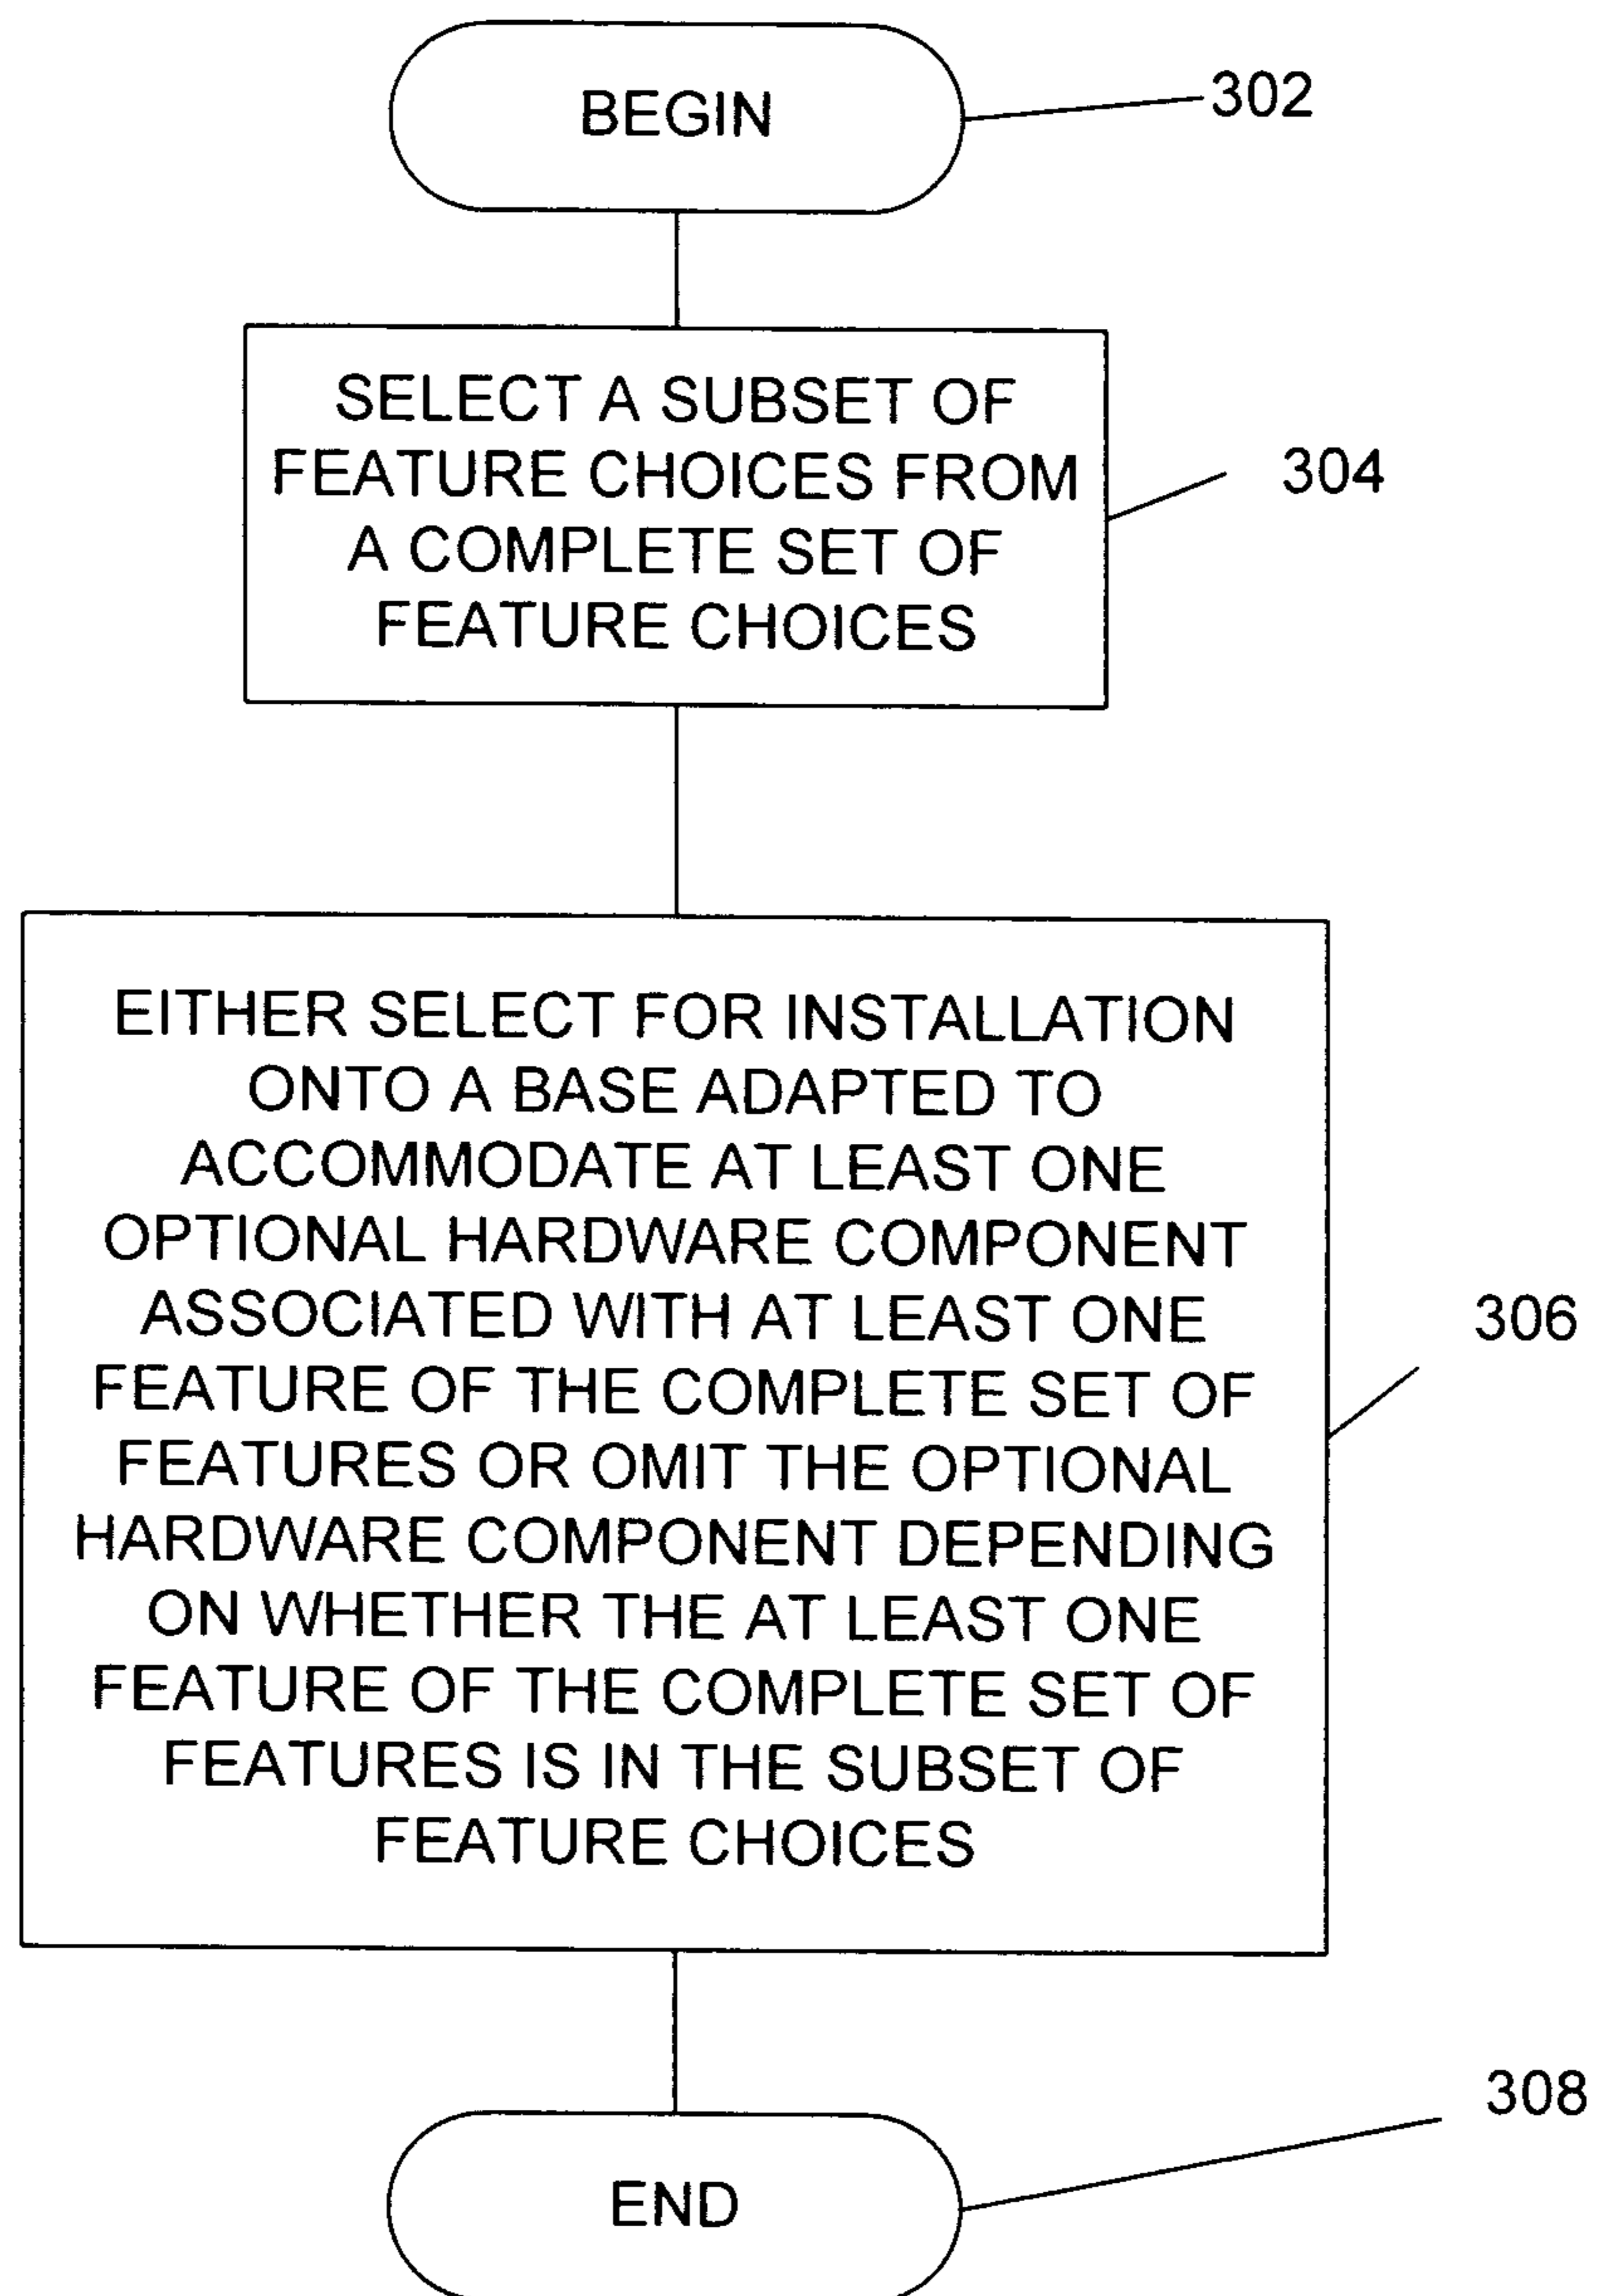 BEGIN
302
SELECT A SUBSET OF
FEATURE CHOICES FROM
A COMPLETE SET OF
FEATURE CHOICES
304
EITHER SELECT FOR INSTALLATION
ONTO A BASE ADAPTED TO
ACCOMMODATE AT LEAST ONE
OPTIONAL HARDWARE COMPONENT
ASSOCIATED WITH AT LEAST ONE
FEATURE OF THE COMPLETE SET OF
FEATURES OR OMIT THE OPTIONAL
HARDWARE COMPONENT DEPENDING
ON WHETHER THE AT LEAST ONE
FEATURE OF THE COMPLETE SET OF
FEATURES IS IN THE SUBSET OF
FEATURE CHOICES
306
END
308